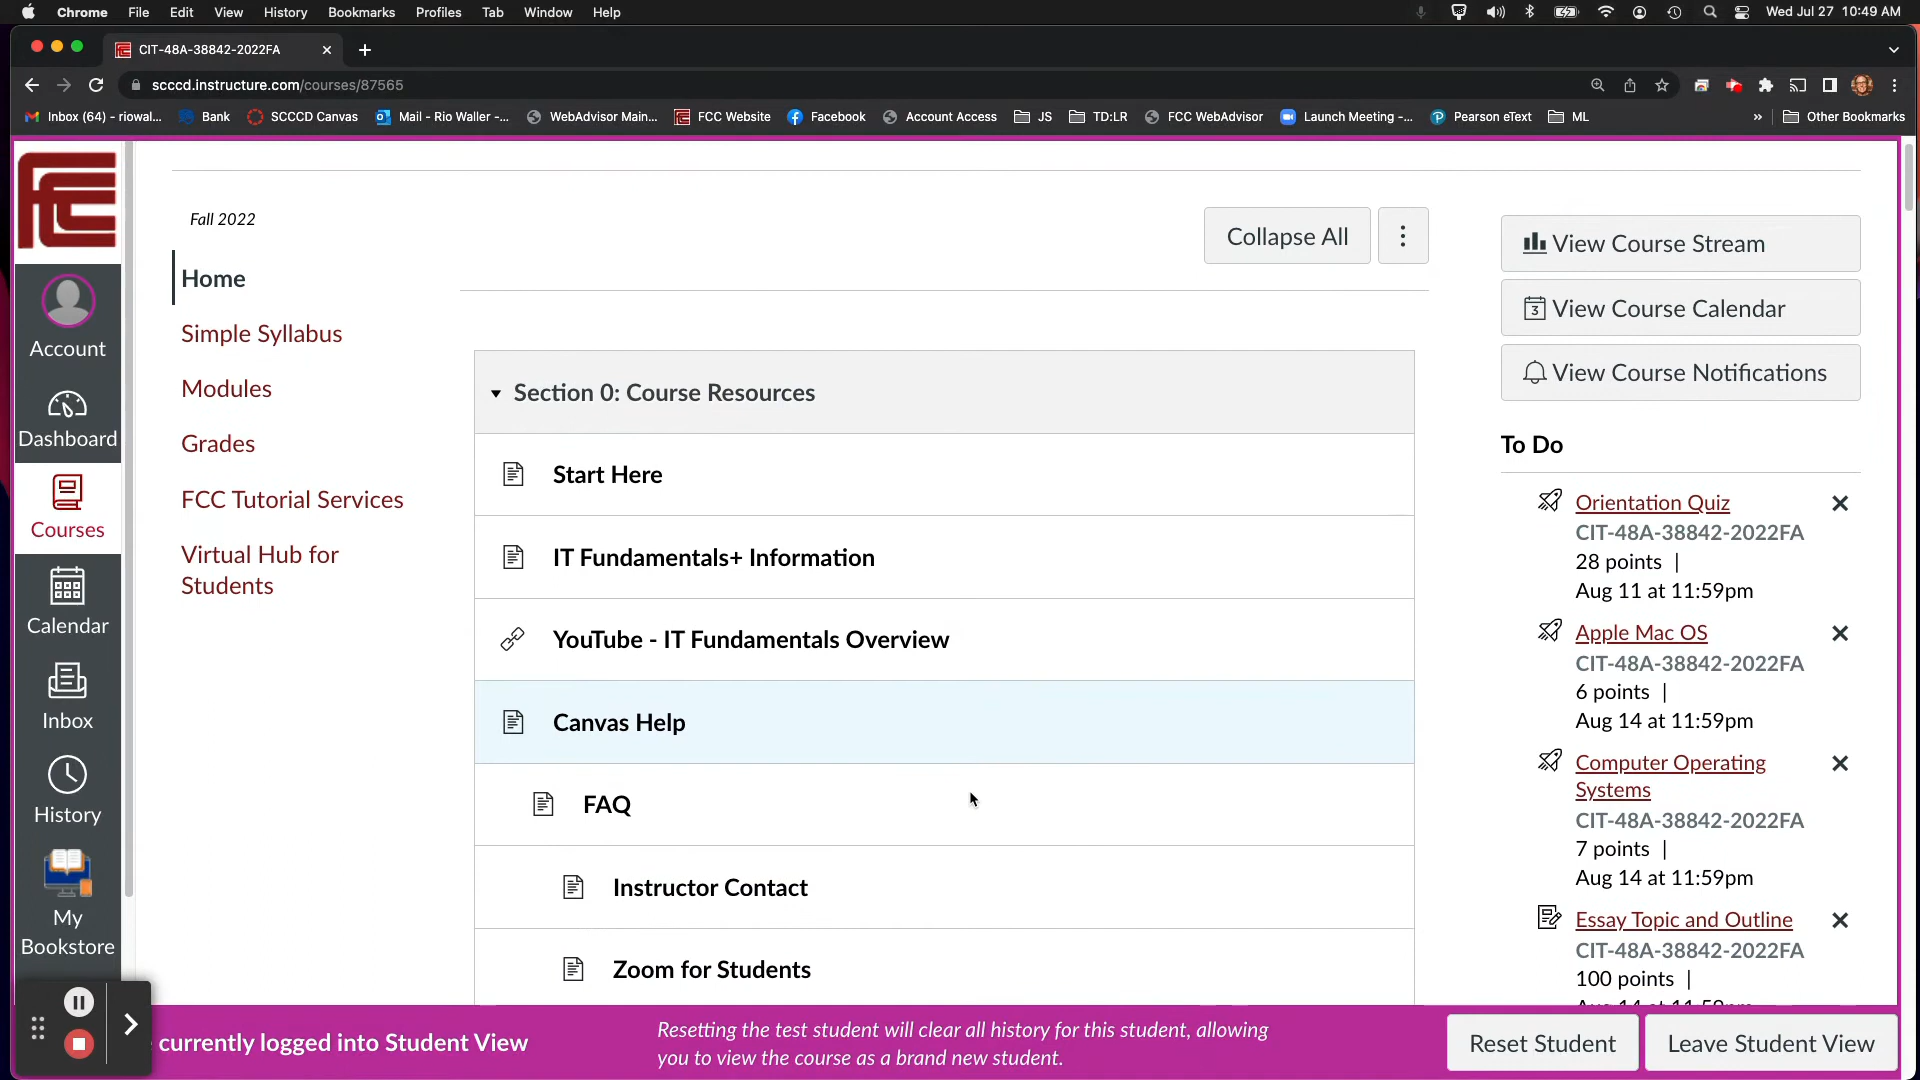 Chrome File Edit View History Bookmarks Profiles Tab Window Help Wed Jul 27 10:49 AM
CIT-48A-38842-2022FA
scccd.instructure.com/courses/87565
Inbox (64) - riowal... Bank SCCCD Canvas Mail - Rio Waller -... WebAdvisor Main... FCC Website Facebook Account Access JS TD:LR FCC WebAdvisor Launch Meeting -... Pearson eText ML » Other Bookmarks
Account
Dashboard
Courses
Calendar
Inbox
History
My
Bookstore
Fall 2022
Home
Simple Syllabus
Modules
Grades
FCC Tutorial Services
Virtual Hub for
Students
Collapse All
Section 0: Course Resources
Start Here
IT Fundamentals+ Information
YouTube - IT Fundamentals Overview
Canvas Help
FAQ
Instructor Contact
Zoom for Students
View Course Stream
3 View Course Calendar
View Course Notifications
To Do
Orientation Quiz
CIT-48A-38842-2022FA
28 points |
Aug 11 at 11:59pm
Apple Mac OS
CIT-48A-38842-2022FA
6 points |
Aug 14 at 11:59pm
Computer Operating
Systems
CIT-48A-38842-2022FA
7 points |
Aug 14 at 11:59pm
Essay Topic and Outline
CIT-48A-38842-2022FA
100 points |
Aug 14 at 11:59pm
currently logged into Student View
Resetting the test student will clear all history for this student, allowing
you to view the course as a brand new student.
Reset Student
Leave Student View